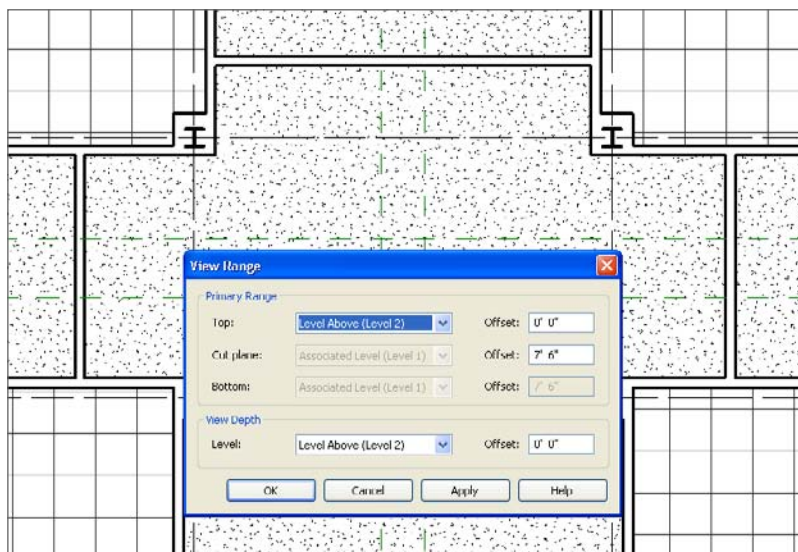 View Range
Primary Range
Top: Level Above (Level 2) Offset: 0' 0"
Cut plane: Associated Level (Level 1) Offset: 7' 6"
Bottom: Associated Level (Level 1) Offset: 7' 6"
View Depth
Level: Level Above (Level 2) Offset: 0' 0"
OK Cancel Apply Help